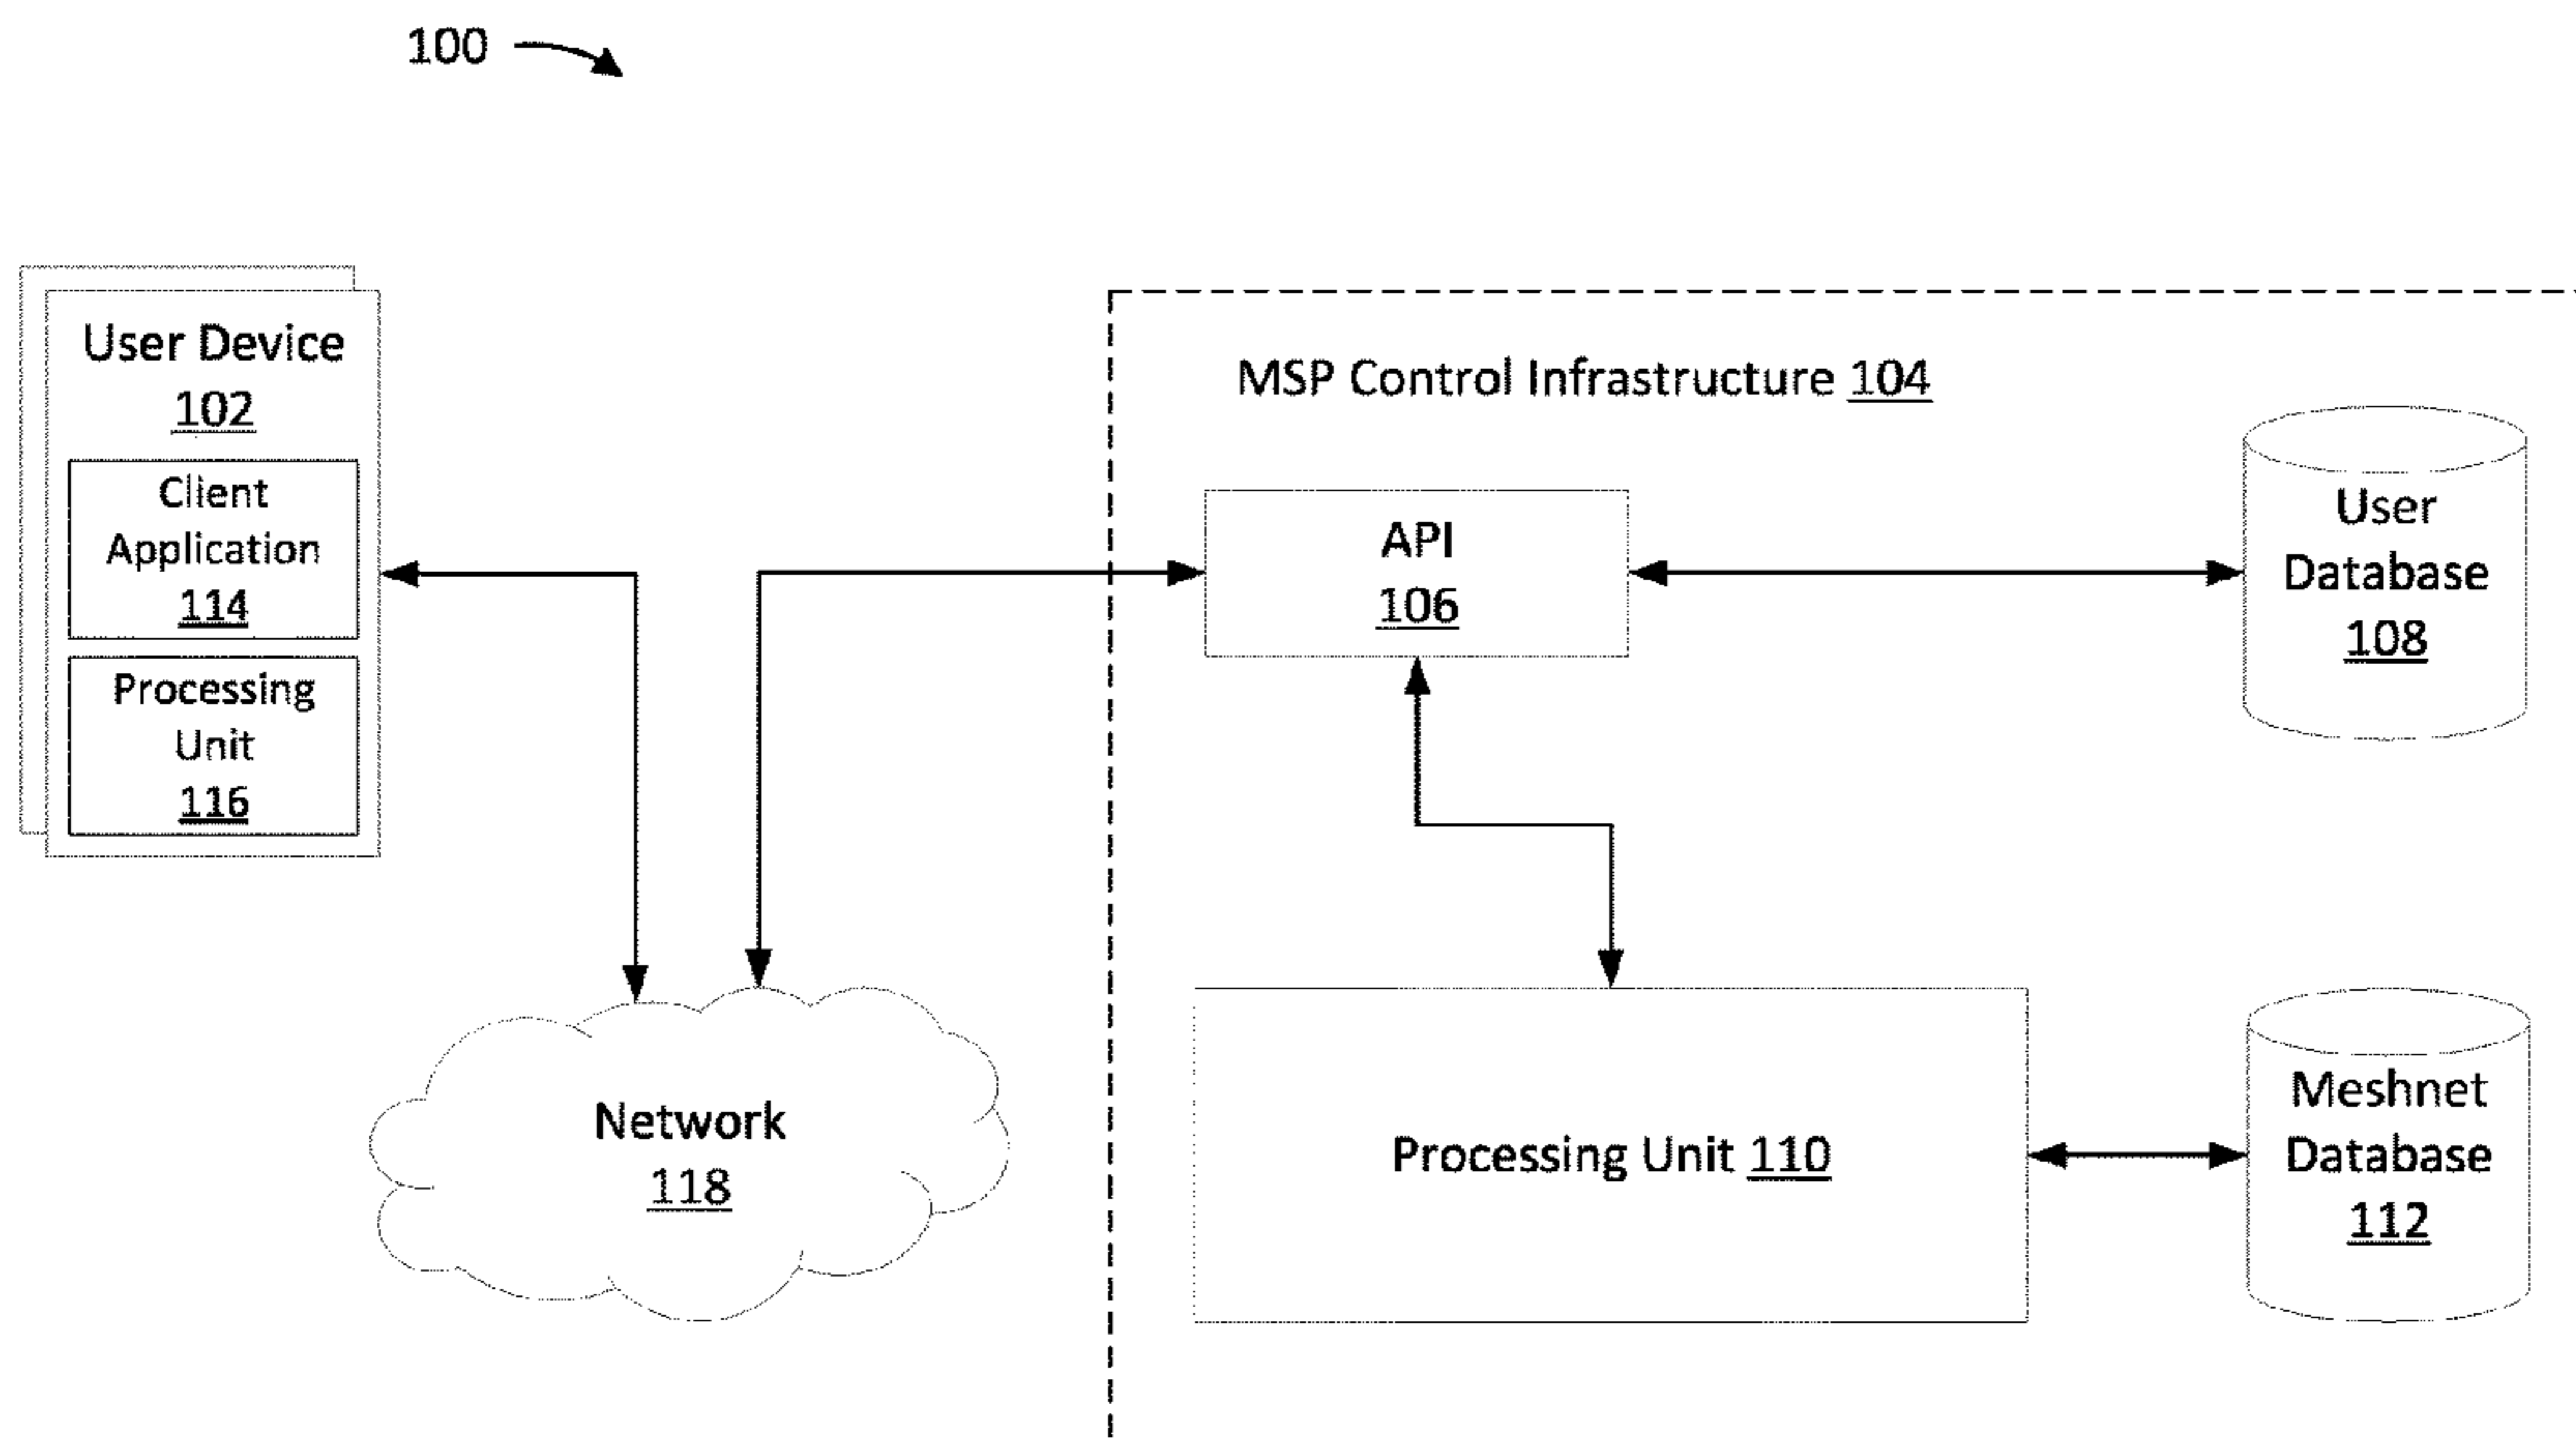 100
User Device
102
Client
Application
114
Processing
Unit
116
MSP Control Infrastructure 104
API
106
User
Database
108
Network
118
Processing Unit 110
Meshnet
Database
112